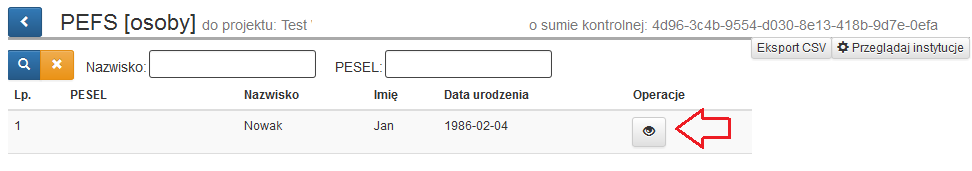 PEFS [osoby] do projektu: Test ' o sumie kontrolnej: 4d96-3c4b-9554-d030-8e13-418b-9d7e-0efa
Eksport CSV Przeglądaj instytucje
Nazwisko: PESEL:
Lp. PESEL Nazwisko Imię Data urodzenia Operacje
1 Nowak Jan 1986-02-04